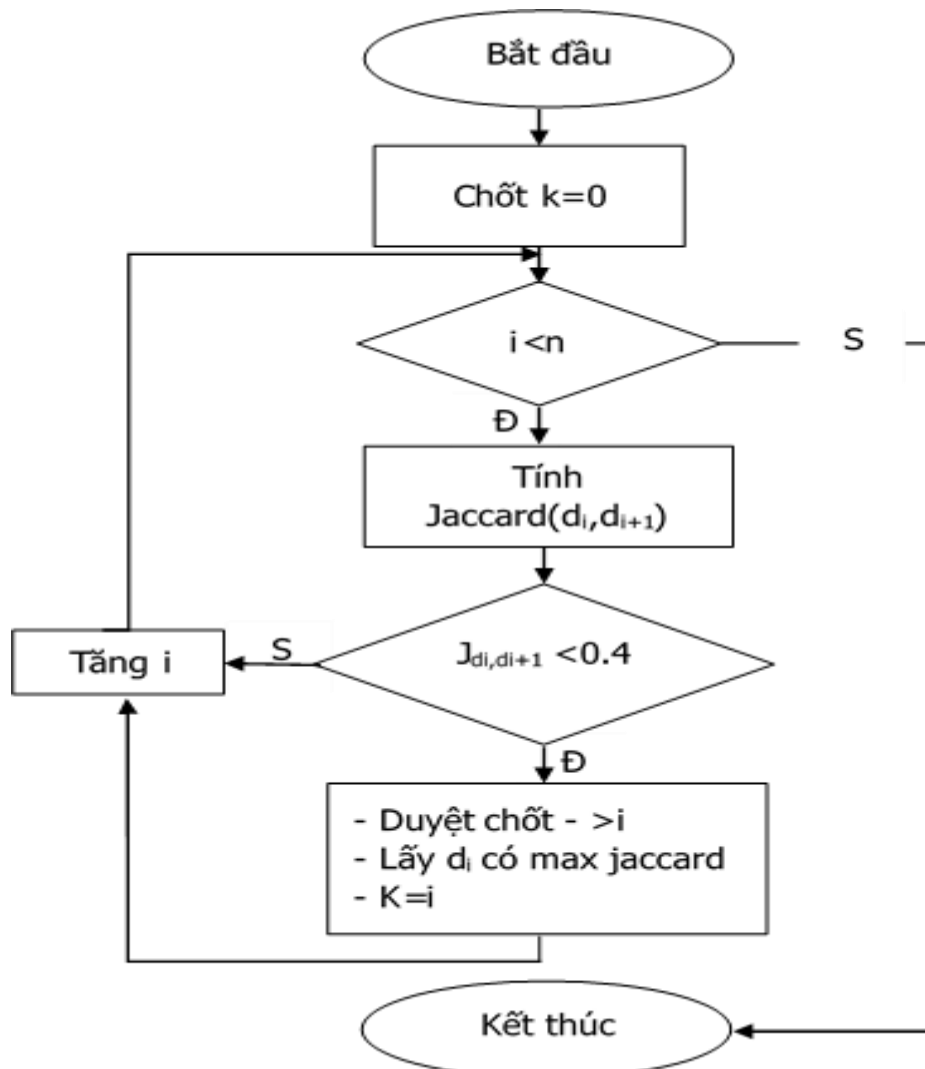 Bắt đầu
Chốt k=0
i <n
S
Đ
Tính
Jaccard(dᵢ,dᵢ₊₁)
Tăng i
S
J_di,di+1 <0.4
Đ
- Duyệt chốt - >i
- Lấy dᵢ có max jaccard
- K=i
Kết thúc